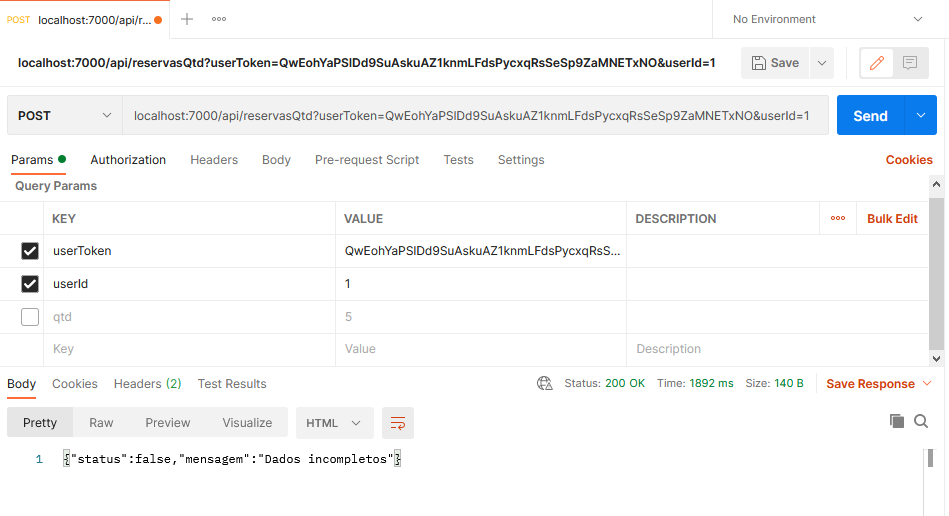 POST localhost:7000/api/r... No Environment
localhost:7000/api/reservasQtd?userToken=QwEohYaPSlDd9SuAskuAZ1knmLFdsPycxqRsSeSp9ZaMNETxNO&userId=1 Save
POST localhost:7000/api/reservasQtd?userToken=QwEohYaPSlDd9SuAskuAZ1knmLFdsPycxqRsSeSp9ZaMNETxNO&userId=1 Send
Params Authorization Headers Body Pre-request Script Tests Settings Cookies
Query Params
KEY VALUE DESCRIPTION Bulk Edit
userToken QwEohYaPSlDd9SuAskuAZ1knmLFdsPycxqRsS...
userId 1
qtd 5
Key Value Description
Body Cookies Headers (2) Test Results Status: 200 OK Time: 1892 ms Size: 140 B Save Response
Pretty Raw Preview Visualize HTML
1 {"status":false,"mensagem":"Dados incompletos"}